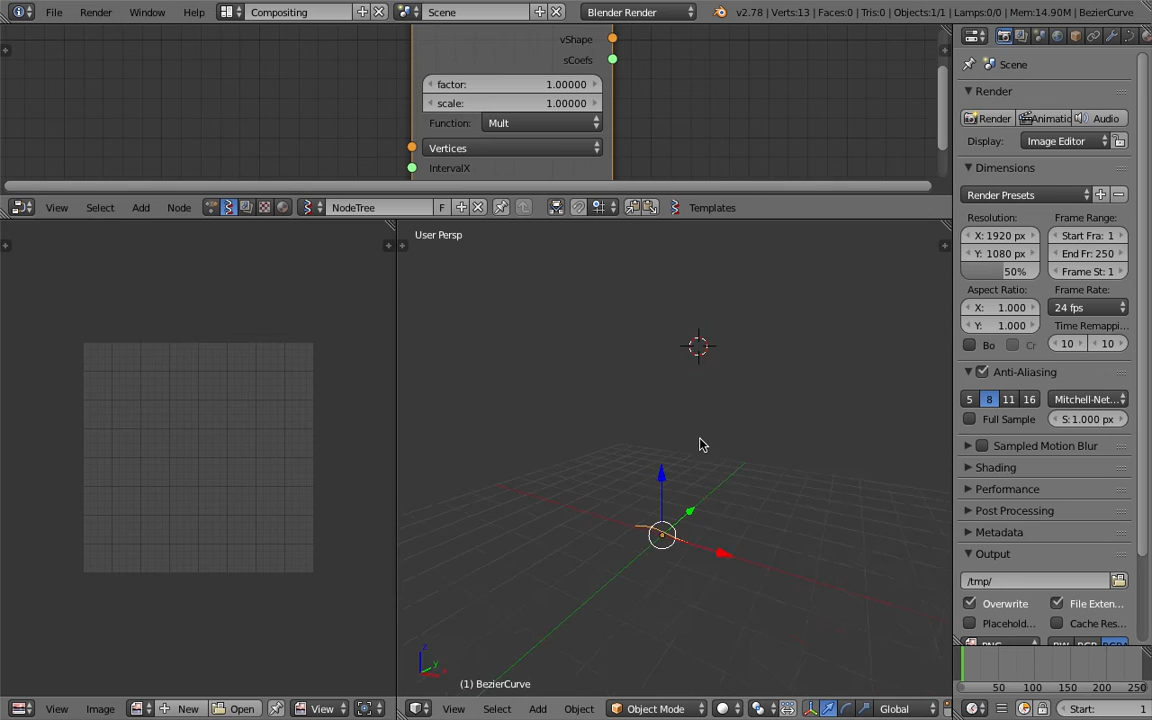 File Render Window Help Compositing Scene Blender Render v2.78 | Verts:13 | Faces:0 | Tris:0 | Objects:1/1 | Lamps:0/0 | Mem:14.90M | BezierCurve
vShape
sCoefs
factor: 1.00000
scale: 1.00000
Function: Mult
Vertices
IntervalX
View Select Add Node NodeTree F Templates
User Persp
(1) BezierCurve
View Image New Open View
View Select Add Object Object Mode Global
Scene
Render
Render Animatic Audio
Display: Image Editor
Dimensions
Render Presets
Resolution: Frame Range:
X: 1920 px Start Fra: 1
Y: 1080 px End Fr: 250
50% Frame St: 1
Aspect Ratio: Frame Rate:
X: 1.000 24 fps
Y: 1.000 Time Remappi...
Bo Cr 10 10
Anti-Aliasing
5 8 11 16 Mitchell-Net...
Full Sample S:1.000 px
Sampled Motion Blur
Shading
Performance
Post Processing
Metadata
Output
/tmp/
Overwrite File Exten...
Placehold... Cache Res...
0 50 100 150 200 250
Start: 1